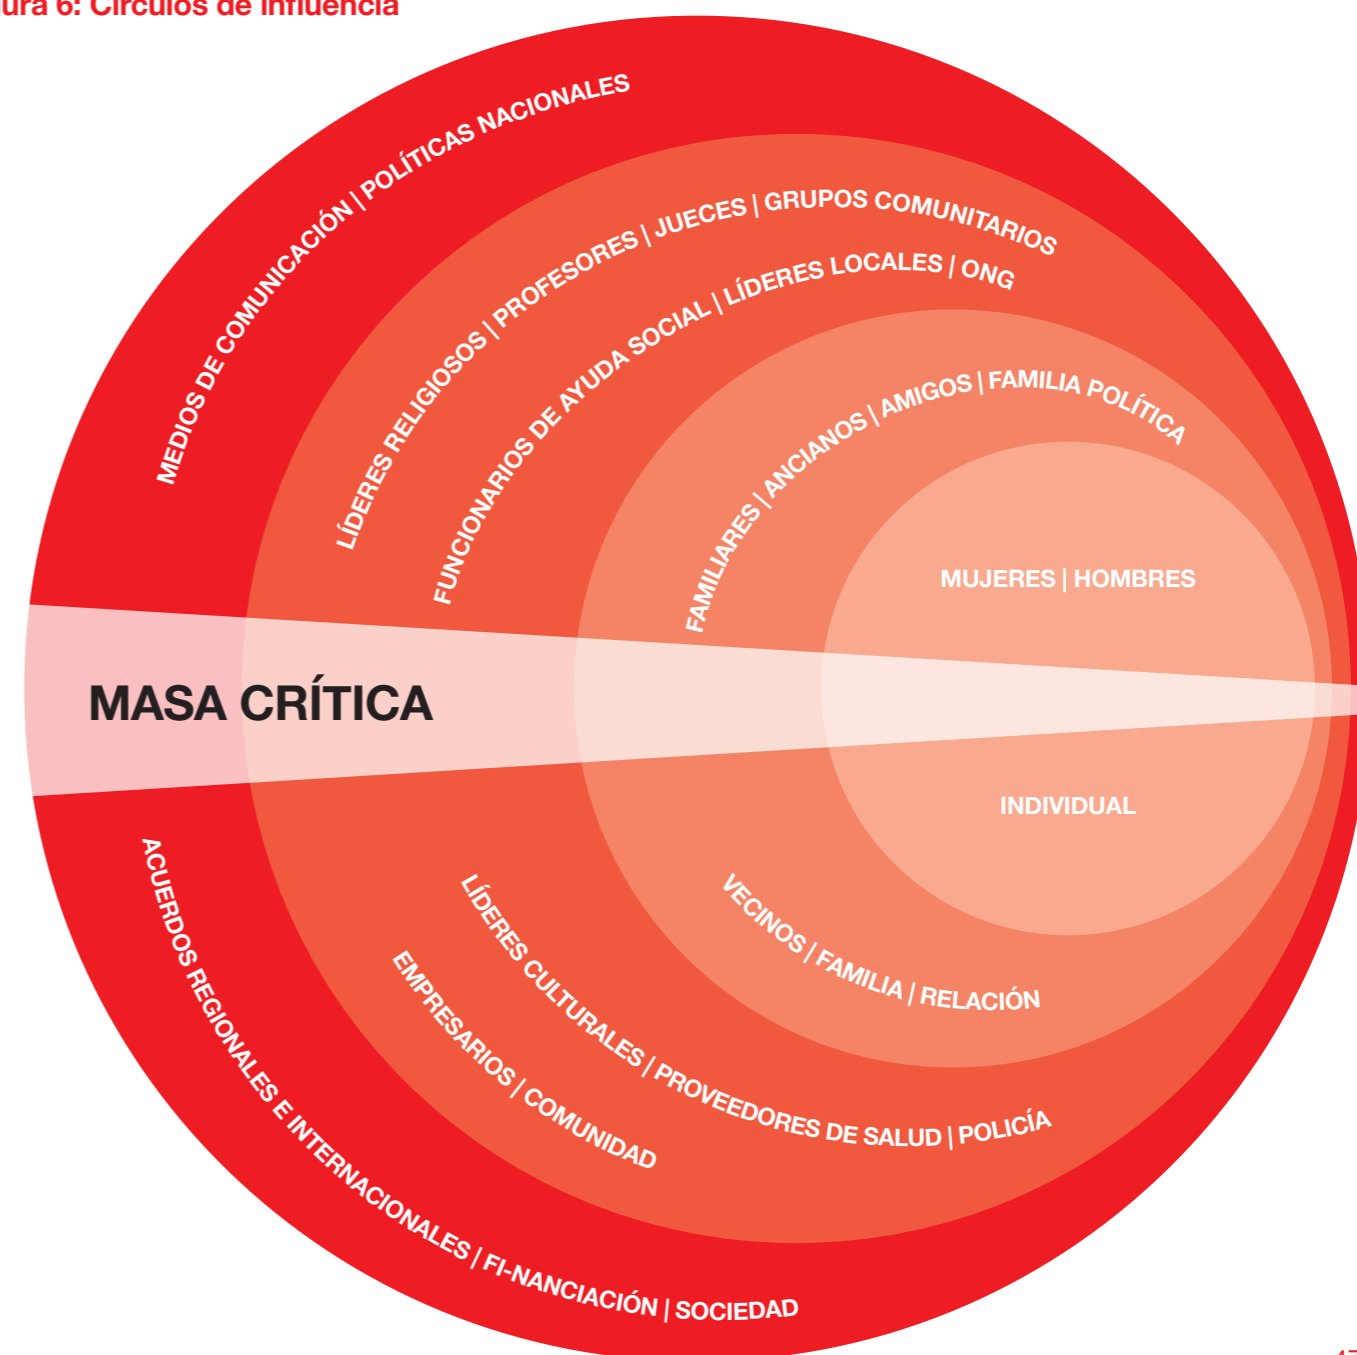 ura 6: Círculos de influencia
MEDIOS DE COMUNICACIÓN | POLÍTICAS NACIONALES
LÍDERES RELIGIOSOS | PROFESORES | JUECES | GRUPOS COMUNITARIOS
FUNCIONARIOS DE AYUDA SOCIAL | LÍDERES LOCALES | ONG
FAMILIARES | ANCIANOS | AMIGOS | FAMILIA POLÍTICA
MUJERES | HOMBRES
MASA CRÍTICA
INDIVIDUAL
VECINOS | FAMILIA | RELACIÓN
LÍDERES CULTURALES | PROVEEDORES DE SALUD | POLICÍA
EMPRESARIOS | COMUNIDAD
ACUERDOS REGIONALES E INTERNACIONALES | FI-NANCIACIÓN | SOCIEDAD